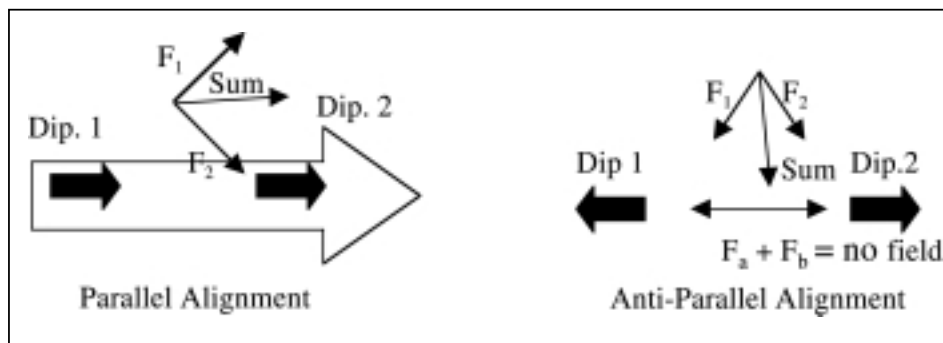 F₁
Sum
Dip. 1
Dip. 2
F₂
Parallel Alignment
F₁
F₂
Dip 1
Sum
Dip.2
Fₐ + F_b = no field
Anti-Parallel Alignment